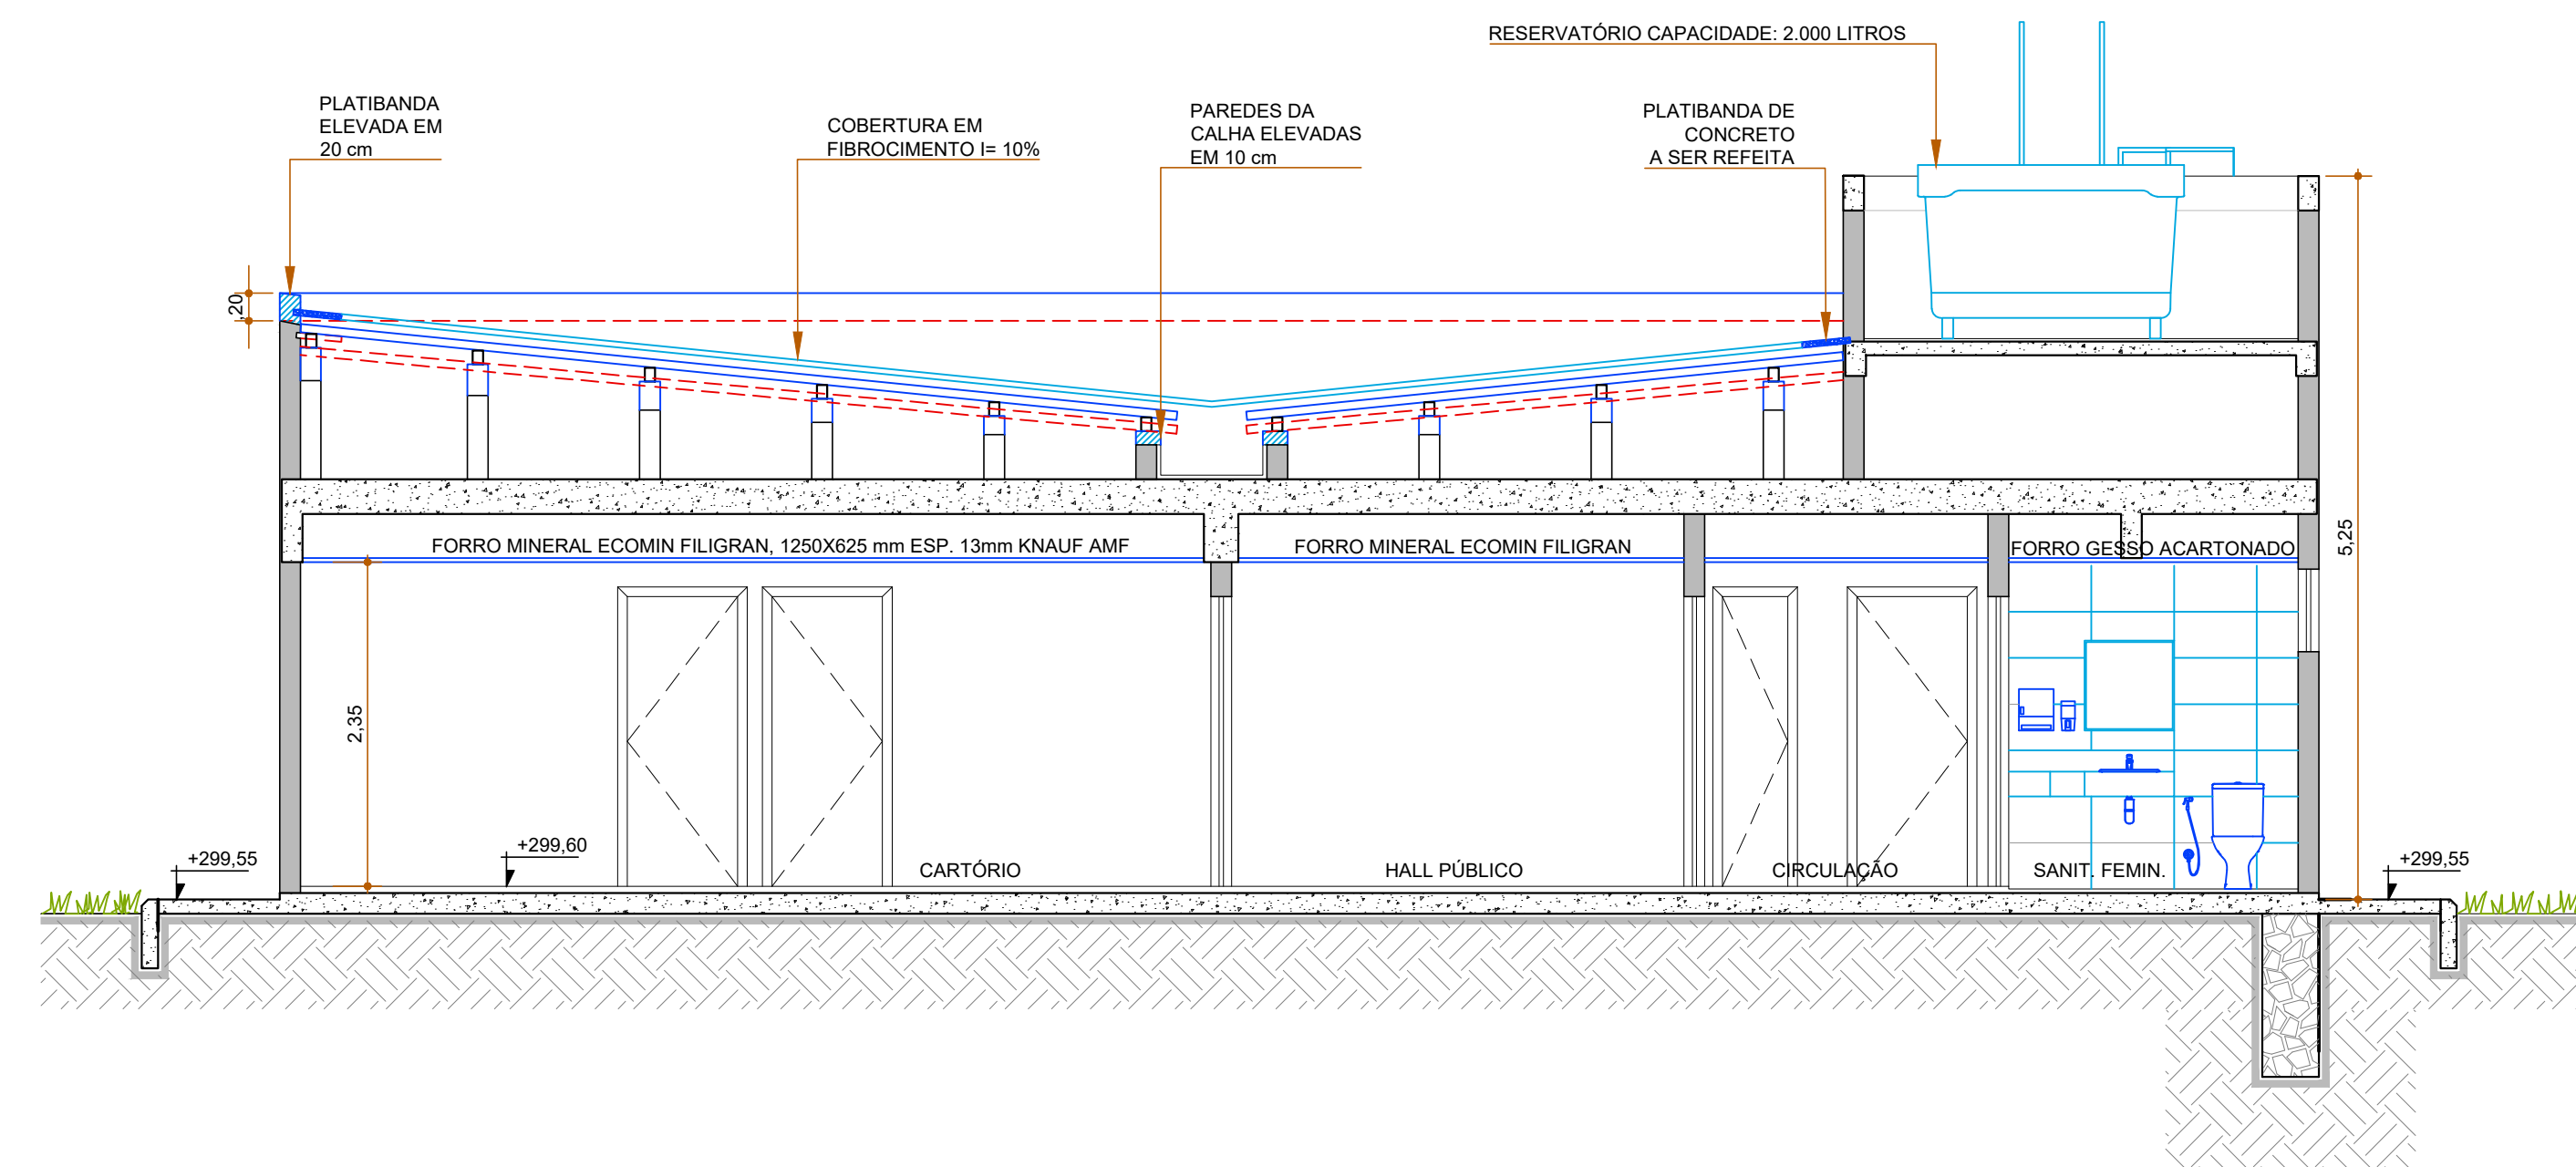 RESERVATÓRIO CAPACIDADE: 2.000 LITROS
PLATIBANDA
ELEVADA EM
20 cm
COBERTURA EM
FIBROCIMENTO I= 10%
PAREDES DA
CALHA ELEVADAS
EM 10 cm
PLATIBANDA DE
CONCRETO
A SER REFEITA
,20
5,25
FORRO MINERAL ECOMIN FILIGRAN, 1250X625 mm ESP. 13mm KNAUF AMF
FORRO MINERAL ECOMIN FILIGRAN
FORRO GESSO ACARTONADO
2,35
+299,55
+299,60
+299,55
CARTÓRIO
HALL PÚBLICO
CIRCULAÇÃO
SANIT. FEMIN.